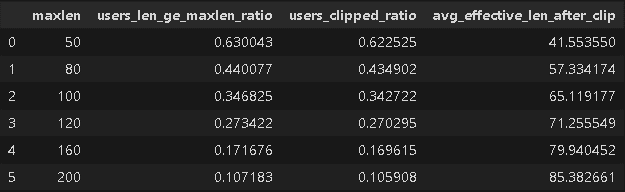 maxlen users_len_ge_maxlen_ratio users_clipped_ratio avg_effective_len_after_clip
0 50 0.630043 0.622525 41.553550
1 80 0.440077 0.434902 57.334174
2 100 0.346825 0.342722 65.119177
3 120 0.273422 0.270295 71.255549
4 160 0.171676 0.169615 79.940452
5 200 0.107183 0.105908 85.382661